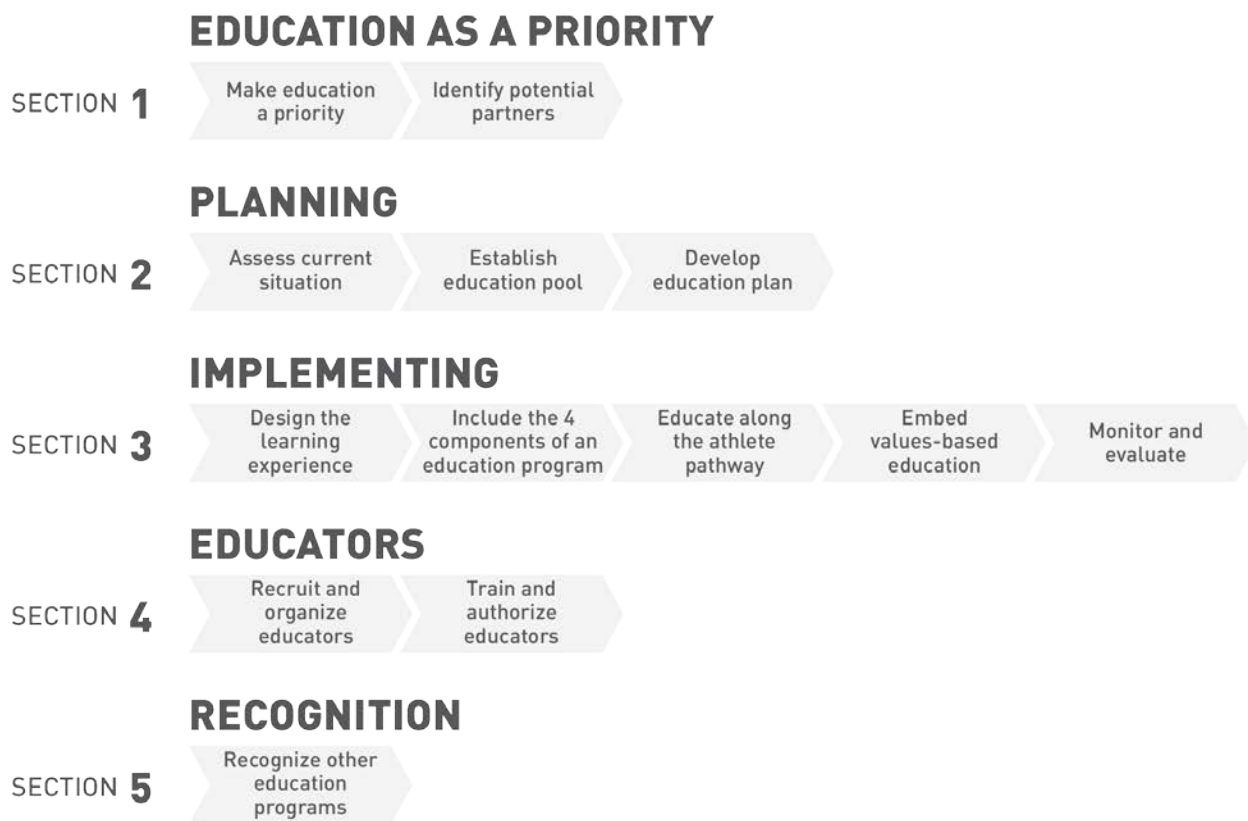 EDUCATION AS A PRIORITY
SECTION 1
Make education
a priority
Identify potential
partners
PLANNING
SECTION 2
Assess current
situation
Establish
education pool
Develop
education plan
IMPLEMENTING
SECTION 3
Design the
learning
experience
Include the 4
components of an
education program
Educate along
the athlete
pathway
Embed
values-based
education
Monitor and
evaluate
EDUCATORS
SECTION 4
Recruit and
organize
educators
Train and
authorize
educators
RECOGNITION
SECTION 5
Recognize other
education
programs